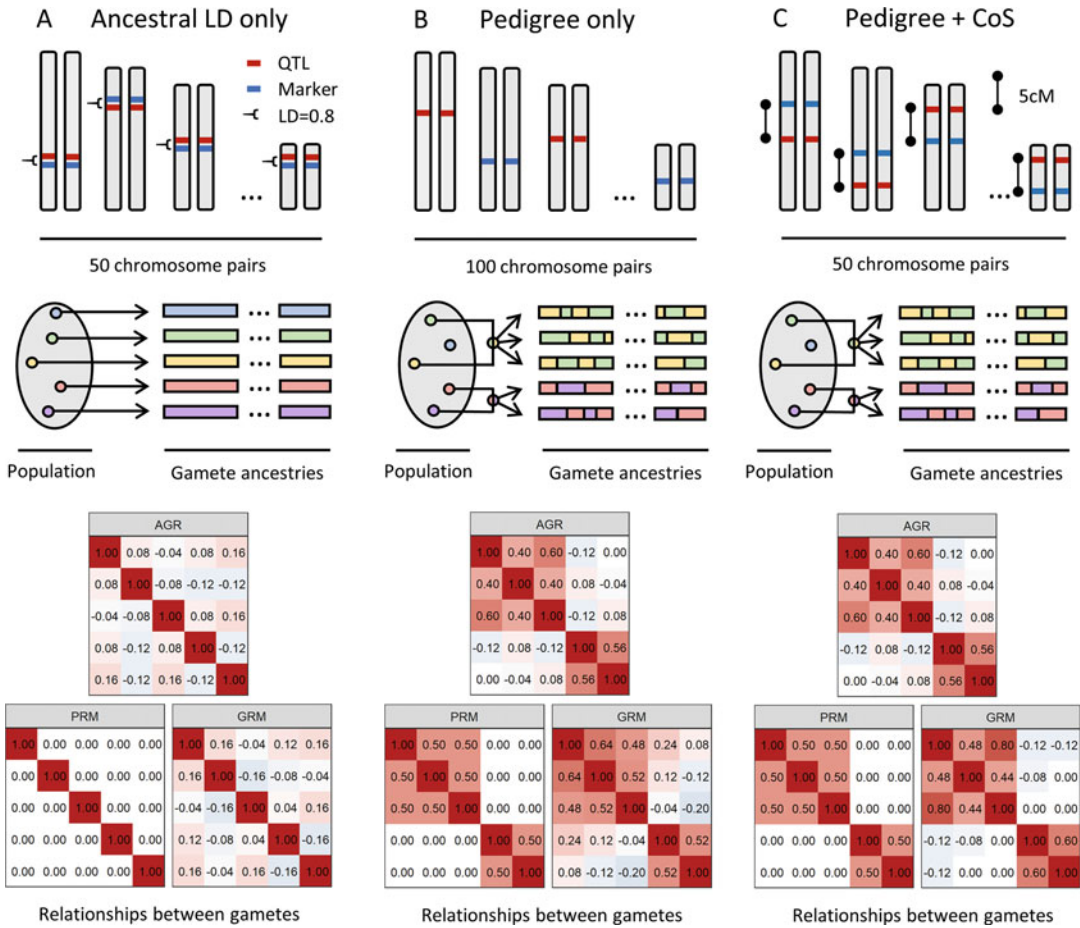 A Ancestral LD only
QTL
Marker
LD=0.8
...
50 chromosome pairs
...
...
...
...
...
Population
Gamete ancestries
AGR
1.00 0.08 -0.04 0.08 0.16
0.08 1.00 -0.08 -0.12 -0.12
-0.04 -0.08 1.00 0.08 0.16
0.08 -0.12 0.08 1.00 -0.12
0.16 -0.12 0.16 -0.12 1.00
PRM
1.00 0.00 0.00 0.00 0.00
0.00 1.00 0.00 0.00 0.00
0.00 0.00 1.00 0.00 0.00
0.00 0.00 0.00 1.00 0.00
0.00 0.00 0.00 0.00 1.00
GRM
1.00 0.16 -0.04 0.12 0.16
0.16 1.00 -0.16 -0.08 -0.04
-0.04 -0.16 1.00 0.04 0.16
0.12 -0.08 0.04 1.00 -0.16
0.16 -0.04 0.16 -0.16 1.00
Relationships between gametes
B Pedigree only
...
100 chromosome pairs
...
...
...
...
...
Population
Gamete ancestries
AGR
1.00 0.40 0.60 -0.12 0.00
0.40 1.00 0.40 0.08 -0.04
0.60 0.40 1.00 -0.12 0.08
-0.12 0.08 -0.12 1.00 0.56
0.00 -0.04 0.08 0.56 1.00
PRM
1.00 0.50 0.50 0.00 0.00
0.50 1.00 0.50 0.00 0.00
0.50 0.50 1.00 0.00 0.00
0.00 0.00 0.00 1.00 0.50
0.00 0.00 0.00 0.50 1.00
GRM
1.00 0.64 0.48 0.24 0.08
0.64 1.00 0.52 0.12 -0.12
0.48 0.52 1.00 -0.04 -0.20
0.24 0.12 -0.04 1.00 0.52
0.08 -0.12 -0.20 0.52 1.00
Relationships between gametes
C Pedigree + CoS
5cM
...
50 chromosome pairs
...
...
...
...
...
Population
Gamete ancestries
AGR
1.00 0.40 0.60 -0.12 0.00
0.40 1.00 0.40 0.08 -0.04
0.60 0.40 1.00 -0.12 0.08
-0.12 0.08 -0.12 1.00 0.56
0.00 -0.04 0.08 0.56 1.00
PRM
1.00 0.50 0.50 0.00 0.00
0.50 1.00 0.50 0.00 0.00
0.50 0.50 1.00 0.00 0.00
0.00 0.00 0.00 1.00 0.50
0.00 0.00 0.00 0.50 1.00
GRM
1.00 0.48 0.80 -0.12 -0.12
0.48 1.00 0.44 -0.08 0.00
0.80 0.44 1.00 0.00 0.00
-0.12 -0.08 0.00 1.00 0.60
-0.12 0.00 0.00 0.60 1.00
Relationships between gametes